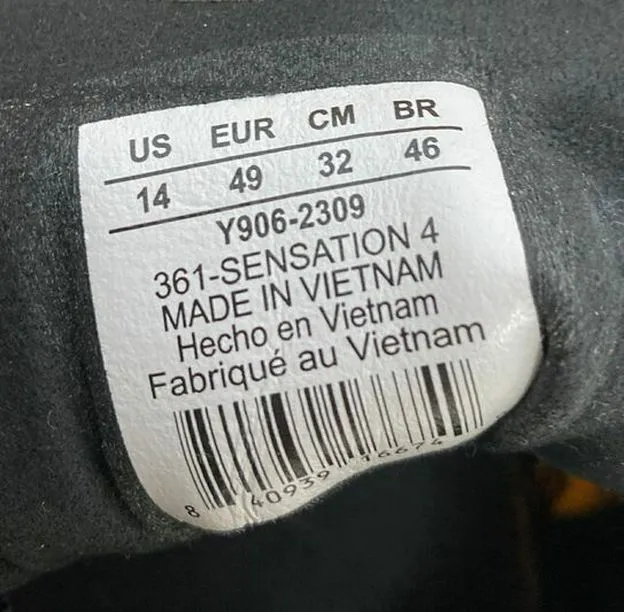 US EUR CM BR
14 49 32 46
Y906-2309
361-SENSATION 4
MADE IN VIETNAM
Hecho en Vietnam
Fabriqué au Vietnam
8 40939 16674